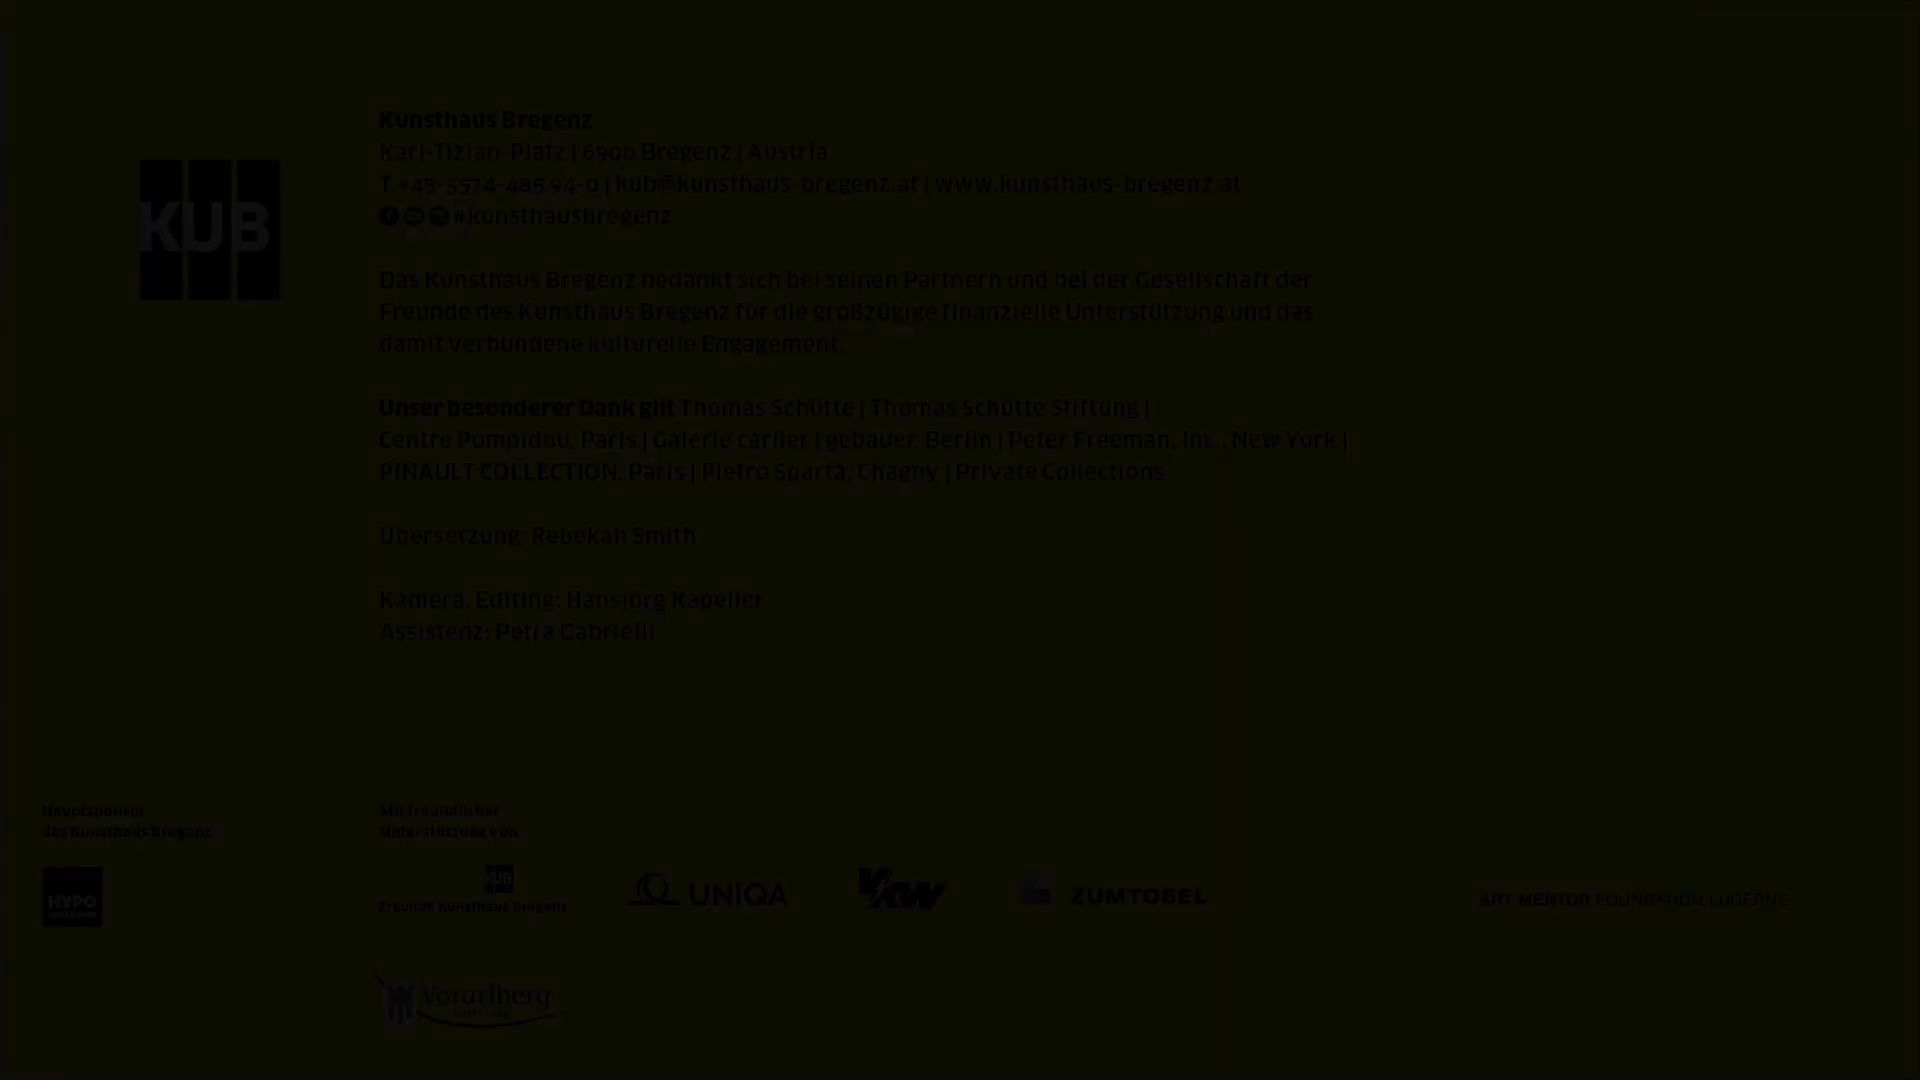 Kunsthaus Bregenz
Karl-Tizian-Platz | 6900 Bregenz | Austria
T +43-5574-485 94-0 | kub@kunsthaus-bregenz.at | www.kunsthaus-bregenz.at
#kunsthausbregenz
KUB
Das Kunsthaus Bregenz bedankt sich bei seinen Partnern und bei der Gesellschaft der
Freunde des Kunsthaus Bregenz für die großzügige finanzielle Unterstützung und das
damit verbundene kulturelle Engagement.
Unser besonderer Dank gilt Thomas Schütte | Thomas Schütte Stiftung |
Centre Pompidou, Paris | Galerie carlier | gebauer, Berlin | Peter Freeman, Inc., New York |
PINAULT COLLECTION, Paris | Pietro Spartà, Chagny | Private Collections
Übersetzung: Rebekah Smith
Kamera, Editing: Hansjörg Kapeller
Assistenz: Petra Gabrielli
Hauptsponsor
des Kunsthaus Bregenz
Mit freundlicher
Unterstützung von
HYPO
KUB
Freunde Kunsthaus Bregenz
UNIQA
VKW
ZUMTOBEL
ART MENTOR FOUNDATION LUCERNE
Vorarlberg